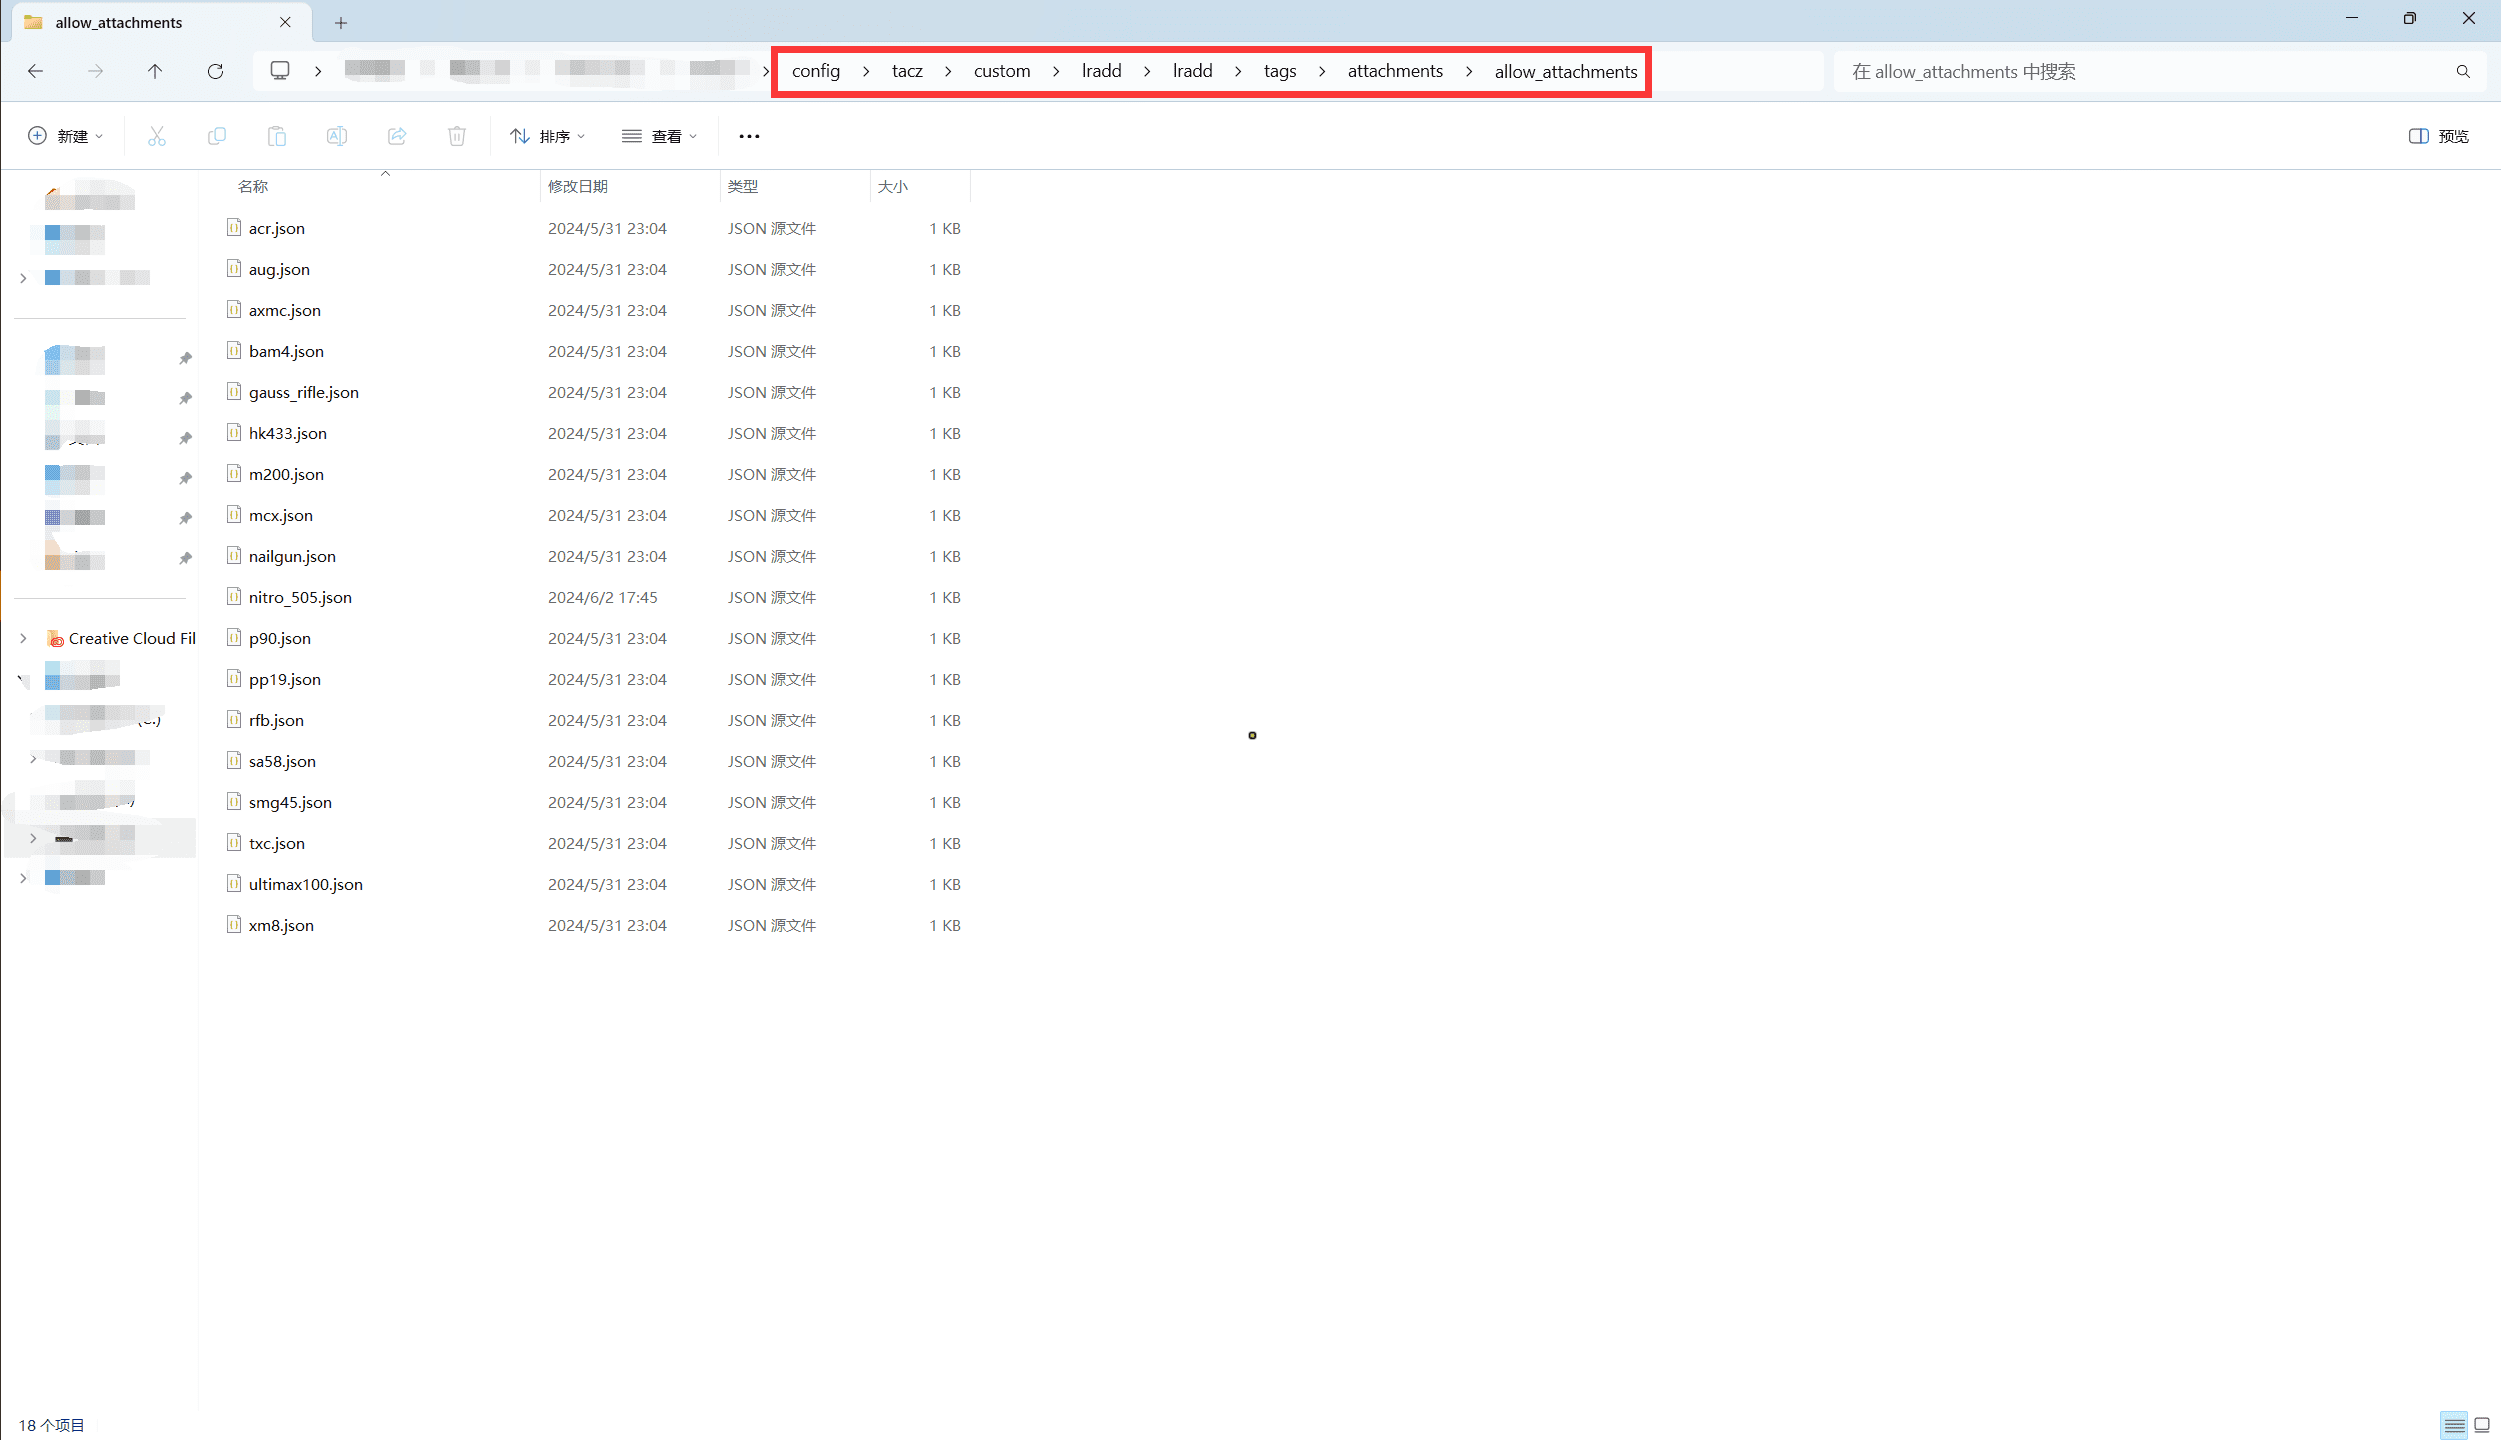 allow_attachments
config tacz custom lradd lradd tags attachments allow_attachments
在 allow_attachments 中搜索
新建 排序 查看 预览
名称 修改日期 类型 大小
acr.json 2024/5/31 23:04 JSON 源文件 1 KB
aug.json 2024/5/31 23:04 JSON 源文件 1 KB
axmc.json 2024/5/31 23:04 JSON 源文件 1 KB
bam4.json 2024/5/31 23:04 JSON 源文件 1 KB
gauss_rifle.json 2024/5/31 23:04 JSON 源文件 1 KB
hk433.json 2024/5/31 23:04 JSON 源文件 1 KB
m200.json 2024/5/31 23:04 JSON 源文件 1 KB
mcx.json 2024/5/31 23:04 JSON 源文件 1 KB
nailgun.json 2024/5/31 23:04 JSON 源文件 1 KB
nitro_505.json 2024/6/2 17:45 JSON 源文件 1 KB
p90.json 2024/5/31 23:04 JSON 源文件 1 KB
pp19.json 2024/5/31 23:04 JSON 源文件 1 KB
rfb.json 2024/5/31 23:04 JSON 源文件 1 KB
sa58.json 2024/5/31 23:04 JSON 源文件 1 KB
smg45.json 2024/5/31 23:04 JSON 源文件 1 KB
txc.json 2024/5/31 23:04 JSON 源文件 1 KB
ultimax100.json 2024/5/31 23:04 JSON 源文件 1 KB
xm8.json 2024/5/31 23:04 JSON 源文件 1 KB
Creative Cloud Fil
18 个项目